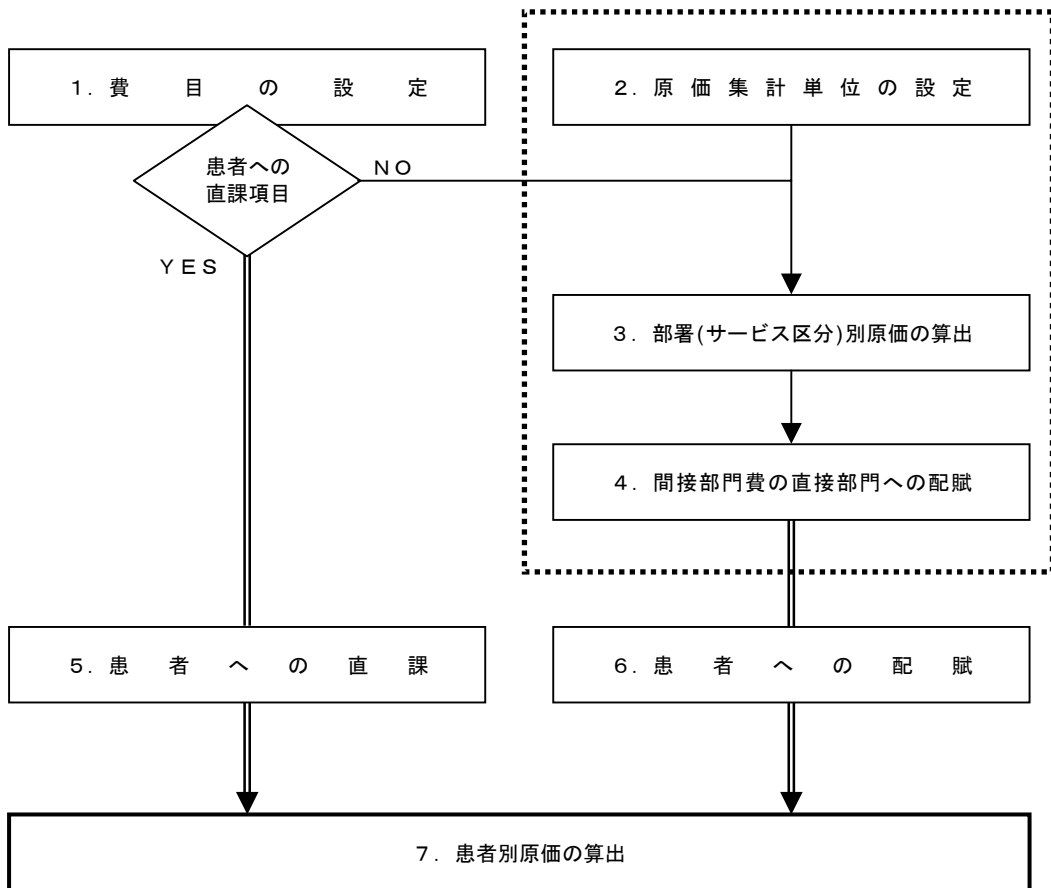 1．費目の設定
2．原価集計単位の設定
患者への
直課項目
NO
YES
3．部署(サービス区分)別原価の算出
4．間接部門費の直接部門への配賦
5．患者への直課
6．患者への配賦
7．患者別原価の算出